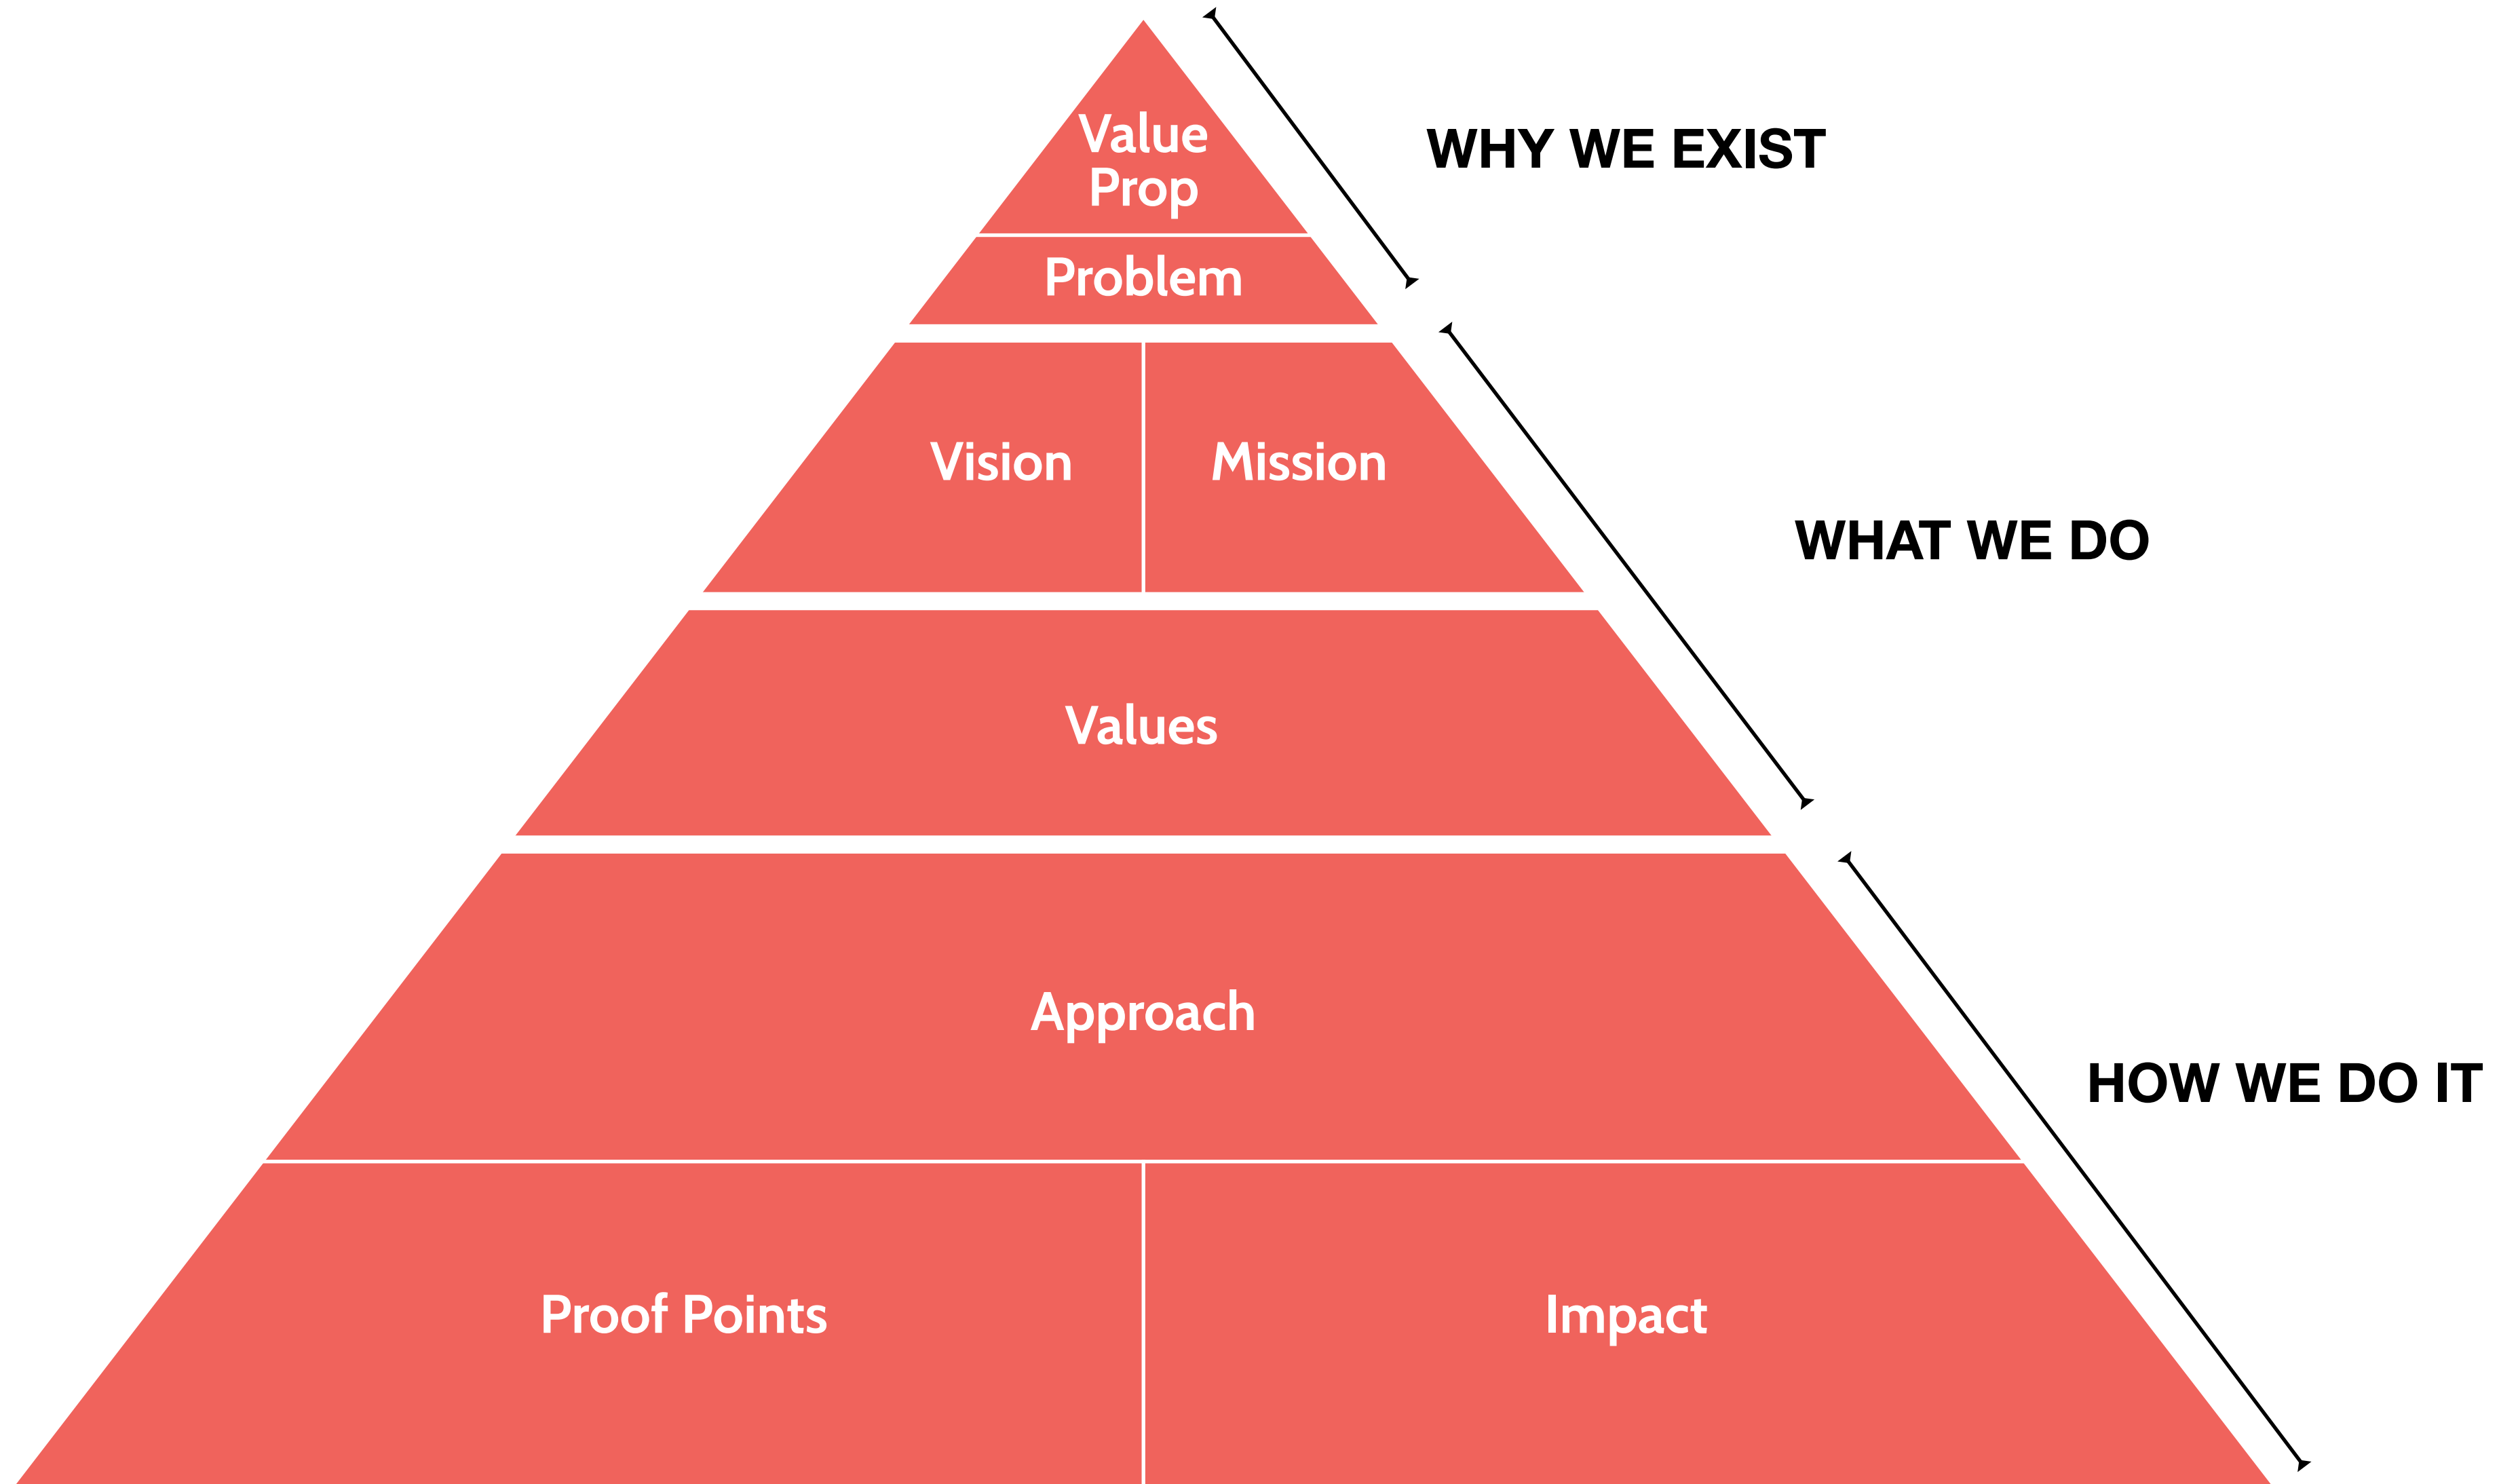 Value
Prop
WHY WE EXIST
Problem
Vision
Mission
WHAT WE DO
Values
Approach
HOW WE DO IT
Proof Points
Impact